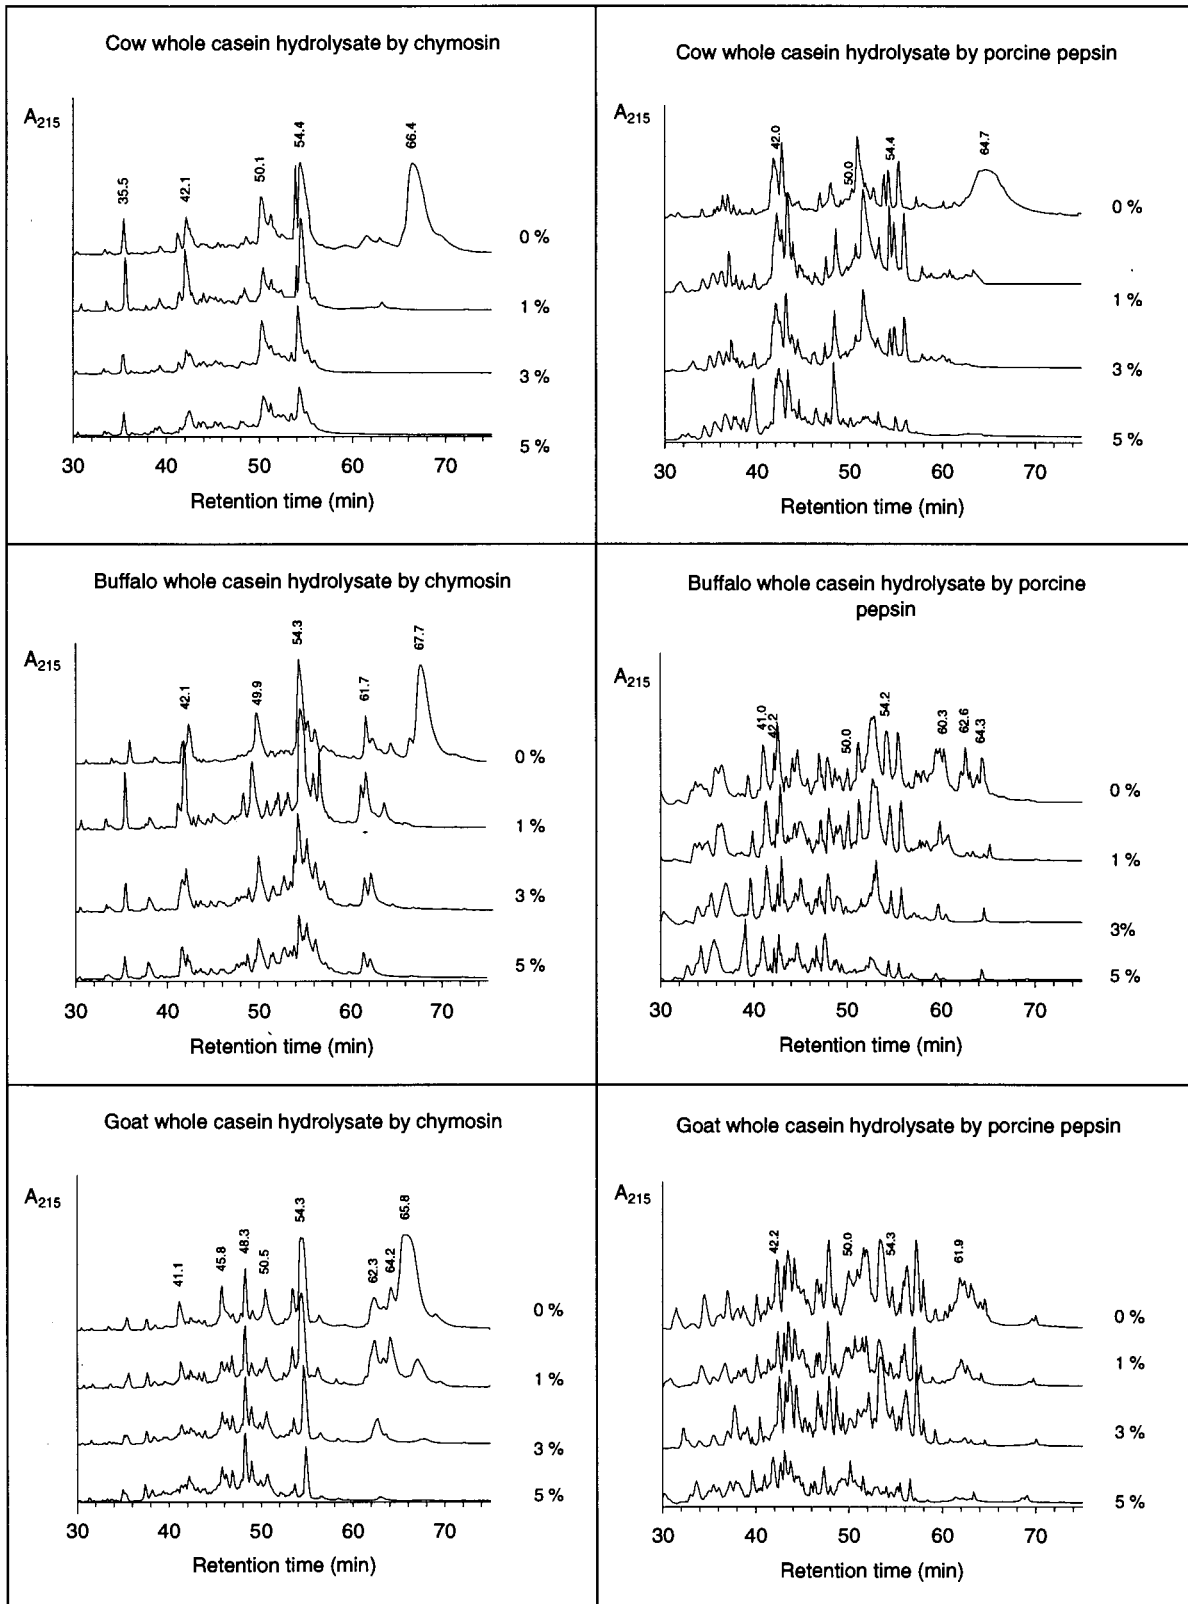 Cow whole casein hydrolysate by chymosin
A215
35.5
42.1
50.1
54.4
66.4
0 %
1 %
3 %
5 %
30 40 50 60 70
Retention time (min)
Cow whole casein hydrolysate by porcine pepsin
A215
42.0
50.0
54.4
64.7
0 %
1 %
3 %
5 %
30 40 50 60 70
Retention time (min)
Buffalo whole casein hydrolysate by chymosin
A215
42.1
49.9
54.3
61.7
67.7
0 %
1 %
3 %
5 %
30 40 50 60 70
Retention time (min)
Buffalo whole casein hydrolysate by porcine
pepsin
A215
41.0
42.2
50.0
54.2
60.3
62.6
64.3
0 %
1 %
3%
5 %
30 40 50 60 70
Retention time (min)
Goat whole casein hydrolysate by chymosin
A215
41.1
45.8
48.3
50.5
54.3
62.3
64.2
65.8
0 %
1 %
3 %
5 %
30 40 50 60 70
Retention time (min)
Goat whole casein hydrolysate by porcine pepsin
A215
42.2
50.0
54.3
61.9
0 %
1 %
3 %
5 %
30 40 50 60 70
Retention time (min)